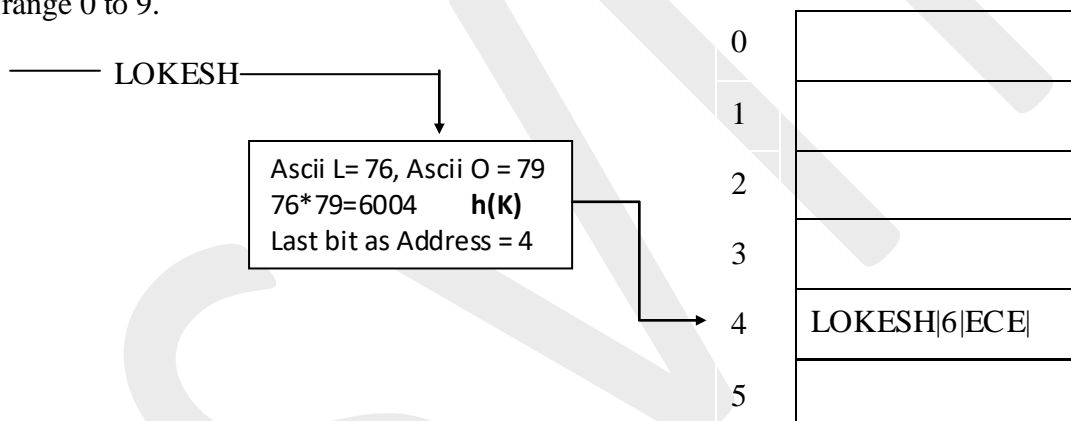 range 0 to 9.
LOKESH
Ascii L= 76, Ascii O = 79
76*79=6004 h(K)
Last bit as Address = 4
0
1
2
3
4 LOKESH|6|ECE|
5